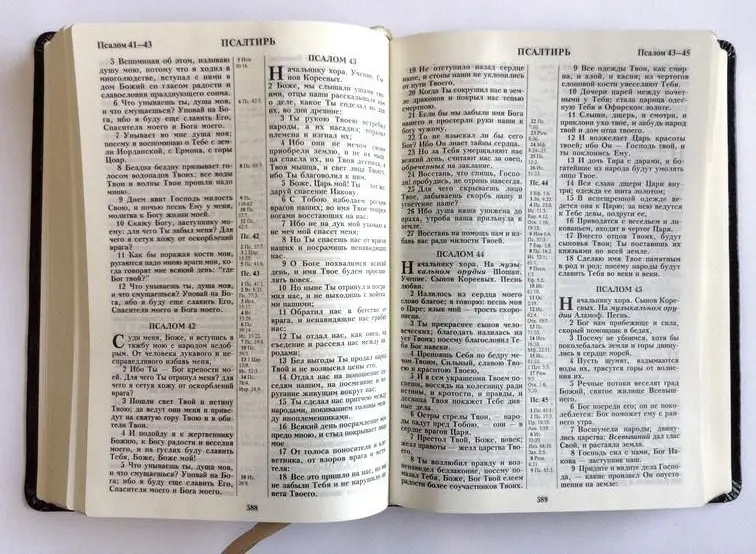 Псалом 41—43
ПСАЛТИРЬ
5 Вспоминая об этом, изливаю
душу мою, потому что я ходил в
многолюдстве, вступал с ними в
дом Божий со гласом радости и
славословия празднующего сонма.
6 Что унываешь ты, душа моя,
и что смущаешься? Уповай на Бо-
га, ибо я буду еще славить Его,
Спасителя моего и Бога моего.
7 Унывает во мне душа моя;
посему я воспоминаю о Тебе с зем-
ли Иорданской, с Ермона, с горы
Цоар.
8 Бездна бездну призывает го-
лосом водопадов Твоих; все воды
Твои и волны Твои прошли надо
мною.
9 Днем явит Господь милость
Свою, и ночью песнь Ему у меня,
молитва к Богу жизни моей.
10 Скажу Богу, заступнику мо-
ему: для чего Ты забыл меня? Для
чего я сетуя хожу от оскорблений
врага?
11 Как бы поражая кости мои,
ругаются надо мною враги мои, ко-
гда говорят мне всякий день: "где
Бог твой?"
12 Что унываешь ты, душа моя,
и что смущаешься? Уповай на Бо-
га, ибо я буду еще славить Его,
Спасителя моего и Бога моего.
ПСАЛОМ 42
Суди меня, Боже, и вступись в
тяжбу мою с народом недоб-
рым. От человека лукавого и не-
справедливого избавь меня,
2 Ибо Ты — Бог крепости мо-
ей. Для чего Ты отринул меня? для
чего я сетуя хожу от оскорблений
врага?
3 Пошли свет Твой и истину
Твою; да ведут они меня и приве-
дут на святую гору Твою и в оби-
тели Твои.
4 И подойду я к жертвеннику
Божию, к Богу радости и веселия
моего, и на гуслях буду славить
Тебя, Боже, Боже мой!
5 Что унываешь ты, душа моя,
и что смущаешься? Уповай на Бо-
га; ибо я буду еще славить Его,
Спасителя моего и Бога моего.
Пс. 42
Пс. 43
ПСАЛОМ 43
Начальнику хора. Учение. Сы-
нов Кореевых.
2 Боже, мы слышали ушами сво-
ими, отцы наши рассказывали нам
о деле, какое Ты соделал во дни
их, во дни древние:
3 Ты рукою Твоею истребил
народы, а их насадил; поразил
племена и изгнал их;
4 Ибо они не мечом своим
приобрели землю, и не их мыш-
ца спасла их, но Твоя десница и
Твоя мышца, и свет лица Твоего,
ибо Ты благоволил к ним.
5 Боже, Царь мой! Ты — тот же;
даруй спасение Иакову.
6 С Тобою избодаем рогами
врагов наших; во имя Твое попрем
ногами восстающих на нас:
7 Ибо не на лук мой уповаю, и
не меч мой спасет меня;
8 Но Ты спасешь нас от врагов
наших и посрамишь ненавидящих
нас.
9 О Боге похвалимся всякий
день, и имя Твое будем прослав-
лять вовек.
10 Но ныне Ты отринул и посра-
мил нас, и не выходишь с войска-
ми нашими;
11 Обратил нас в бегство от
врага, и ненавидящие нас грабят
нас;
12 Ты отдал нас, как овец, на
съедение и рассеял нас между на-
родами;
13 Без выгоды Ты продал народ
Твой и не возвысил цены его;
14 Отдал нас на поношение со-
седям нашим, на посмеяние и по-
ругание живущим вокруг нас;
15 Ты сделал нас притчею между
народами, покиванием головы меж-
ду иноплеменниками.
16 Всякий день посрамление мое
предо мною, и стыд покрывает лице
мое
17 От голоса поносителя и кле-
ветника, от взоров врага и мсти-
теля:
18 Все это пришло на нас, но мы
не забыли Тебя и не нарушили за-
вета Твоего.
588
ПСАЛТИРЬ
Псалом 43—45
19 Не отступило назад сердце
наше, и стопы наши не уклонились
от пути Твоего,
20 Когда Ты сокрушил нас в земле
драконов и покрыл нас тенью
смертною.
21 Если бы мы забыли имя Бога
нашего и простерли руки наши к
богу чужому,
22 То не взыскал ли бы сего
Бог? Ибо Он знает тайны сердца.
23 Но за Тебя умерщвляют нас
всякий день, считают нас за овец,
обреченных на заклание.
24 Восстань, что спишь, Госпо-
ди! пробудись, не отринь навсегда.
25 Для чего скрываешь лице
Твое, забываешь скорбь нашу и
угнетение наше?
26 Ибо душа наша унижена до
праха, утроба наша прильнула к
земле.
27 Восстань на помощь нам и из-
бавь нас ради милости Твоей.
ПСАЛОМ 44
Начальнику хора. На музы-
кальном орудии Шошан.
Учение. Сынов Кореевых. Песнь
любви.
2 Излилось из сердца моего
слово благое; я говорю: песнь моя
о Царе; язык мой — трость скоро-
писца.
3 Ты прекраснее сынов челове-
ческих; благодать излилась на ус-
та Твои; посему благословил Те-
бя Бог навеки.
4 Препояшь Себя по бедру ме-
чом Твоим, Сильный, славою Тво-
ею и красотою Твоею,
5 И в сем украшении Твоем по-
спеши, воссядь на колесницу ради
истины, и кротости, и правды, и
десница Твоя покажет Тебе див-
ные дела.
6 Остры стрелы Твои, — наро-
ды падут пред Тобою, — они — в
сердце врагов Царя.
7 Престол Твой, Боже, вовек;
жезл правоты — жезл царства Тво-
его.
8 Ты возлюбил правду и возне-
навидел беззаконие, посему по-
мазал Тебя, Боже, Бог Твой елеем
радости более соучастников Твоих.
Пс. 44
Пс. 45
9 Все одежды Твои, как смир-
на, и алой, и касия; из чертогов
слоновой кости увеселяют Тебя.
10 Дочери царей между почет-
ными у Тебя; стала царица одес-
ную Тебя в Офирском золоте.
11 Слыши, дщерь, и смотри, и
приклони ухо твое, и забудь народ
твой и дом отца твоего.
12 И возжелает Царь красоты
твоей; ибо Он — Господь твой, и
ты поклонись Ему.
13 И дочь Тира с дарами, и бо-
гатейшие из народа будут умолять
лице Твое.
14 Вся слава дщери Царя вну-
три; одежда ее шита золотом;
15 В испещренной одежде ве-
дется она к Царю; за нею ведутся
к Тебе девы, подруги ее,
16 Приводятся с весельем и ли-
кованьем, входят в чертог Царя.
17 Вместо отцов Твоих, будут
сыновья Твои; Ты поставишь их
князьями по всей земле.
18 Сделаю имя Твое памятным
в род и род; посему народы будут
славить Тебя во веки и веки.
ПСАЛОМ 45
Начальнику хора. Сынов Коре-
евых. На музыкальном ору-
дии Аламоф. Песнь.
2 Бог нам прибежище и сила,
скорый помощник в бедах,
3 Посему не убоимся, хотя бы
поколебалась земля и горы двину-
лись в сердце морей.
4 Пусть шумят, воздымаются
воды их, трясутся горы от волне-
ния их.
5 Речные потоки веселят град
Божий, святое жилище Всевыш-
него.
6 Бог посреди его; он не поко-
леблется: Бог поможет ему с ран-
него утра.
7 Восшумели народы; двину-
лись царства: Всевышний дал глас
Свой, и растаяла земля.
8 Господь сил с нами, Бог Иа-
кова — заступник наш.
9 Придите и видите дела Госпо-
да, — какие произвел Он опусто-
шения на земле:
589